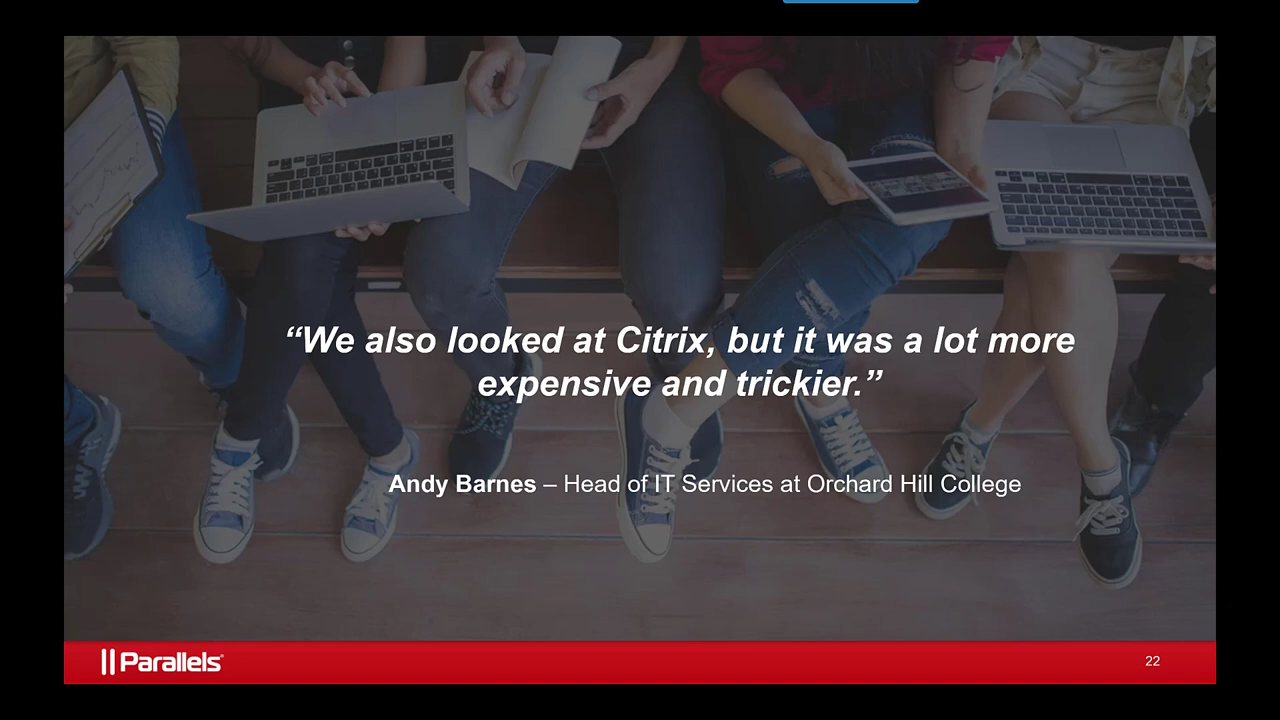 “We also looked at Citrix, but it was a lot more
expensive and trickier.”
Andy Barnes – Head of IT Services at Orchard Hill College
Parallels®
22